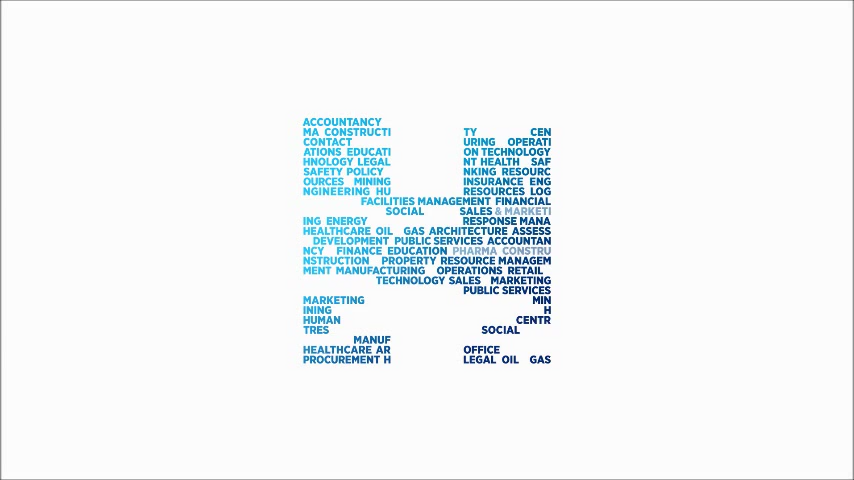 ACCOUNTANCY
MA CONSTRUCTI TY CEN
CONTACT URING OPERATI
ATIONS EDUCATI ON TECHNOLOGY
HNOLOGY LEGAL NT HEALTH SAF
SAFETY POLICY NKING RESOURC
OURCES MINING INSURANCE ENG
NGINEERING HU RESOURCES LOG
FACILITIES MANAGEMENT FINANCIAL
SOCIAL SALES & MARKETI
ING ENERGY RESPONSE MANA
HEALTHCARE OIL GAS ARCHITECTURE ASSESS
DEVELOPMENT PUBLIC SERVICES ACCOUNTAN
NCY FINANCE EDUCATION PHARMA CONSTRU
NSTRUCTION PROPERTY RESOURCE MANAGEM
MENT MANUFACTURING OPERATIONS RETAIL
TECHNOLOGY SALES MARKETING
PUBLIC SERVICES
MARKETING MIN
INING H
HUMAN CENTR
TRES SOCIAL
MANUF
HEALTHCARE AR OFFICE
PROCUREMENT H LEGAL OIL GAS